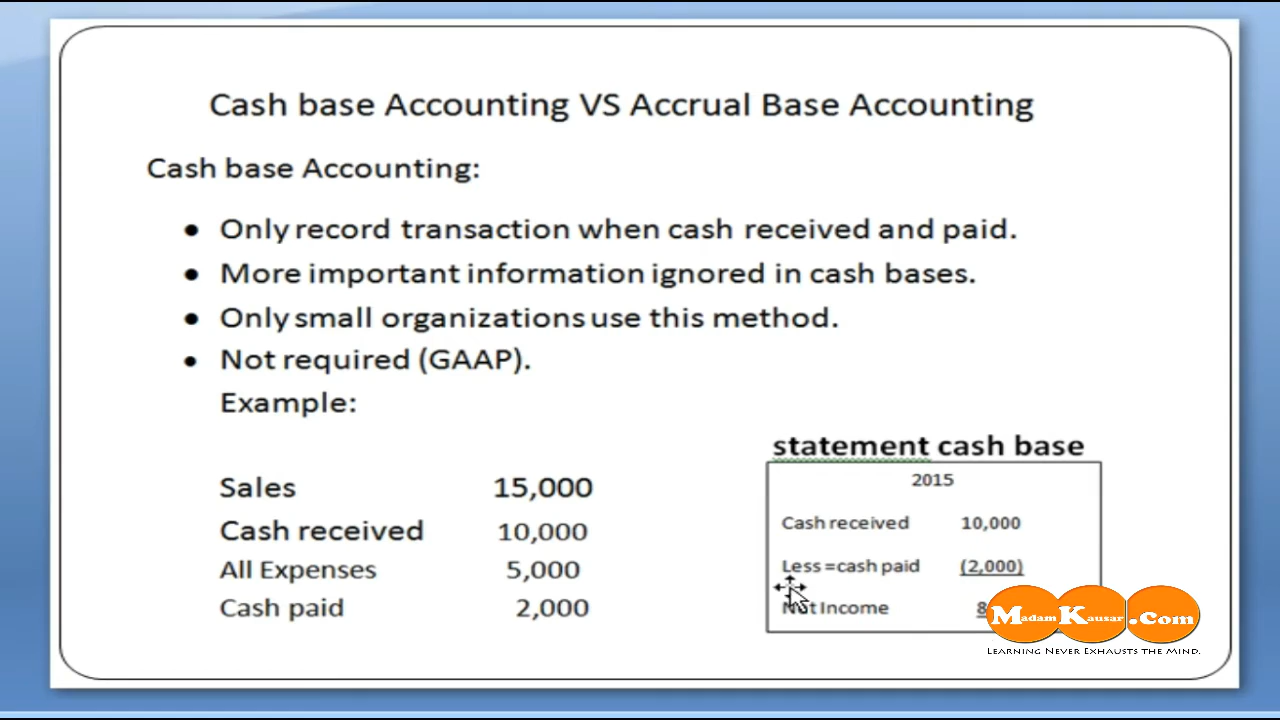 Cash base Accounting VS Accrual Base Accounting
Cash base Accounting:
• Only record transaction when cash received and paid.
• More important information ignored in cash bases.
• Only small organizations use this method.
• Not required (GAAP).
Example:
Sales 15,000
Cash received 10,000
All Expenses 5,000
Cash paid 2,000
statement cash base
2015
Cash received 10,000
Less =cash paid (2,000)
Income
MadamKausar.Com
Learning Never Exhausts the Mind.